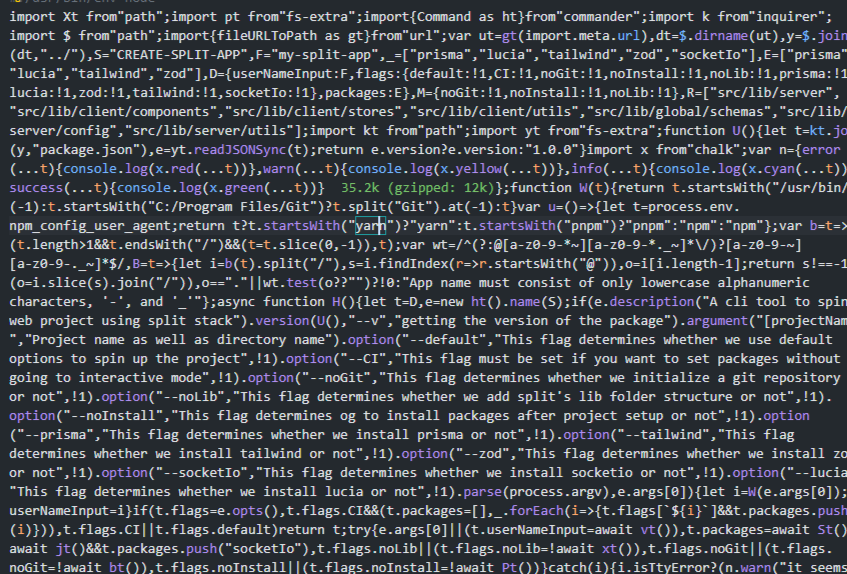 #!/usr/bin/env node
import Xt from"path";import pt from"fs-extra";import{Command as ht}from"commander";import k from"inquirer";
import $ from"path";import{fileURLToPath as gt}from"url";var ut=gt(import.meta.url),dt=$.dirname(ut),y=$.join
(dt,"../"),S="CREATE-SPLIT-APP",F="my-split-app",_=["prisma","lucia","tailwind","zod","socketIo"],E=["prisma"
"lucia","tailwind","zod"],D={userNameInput:F,flags:{default:!1,CI:!1,noGit:!1,noInstall:!1,noLib:!1,prisma:!1
lucia:!1,zod:!1,tailwind:!1,socketIo:!1},packages:E},M={noGit:!1,noInstall:!1,noLib:!1},R=["src/lib/server",
"src/lib/client/components","src/lib/client/stores","src/lib/client/utils","src/lib/global/schemas","src/lib/
server/config","src/lib/server/utils"];import kt from"path";import yt from"fs-extra";function U(){let t=kt.jo
(y,"package.json"),e=yt.readJSONSync(t);return e.version?e.version:"1.0.0"}import x from"chalk";var n={error
(...t){console.log(x.red(...t))},warn(...t){console.log(x.yellow(...t))},info(...t){console.log(x.cyan(...t))
success(...t){console.log(x.green(...t))} 35.2k (gzipped: 12k)};function W(t){return t.startsWith("/usr/bin/
(-1):t.startsWith("C:/Program Files/Git")?t.split("Git").at(-1):t}var u=()=>{let t=process.env.
npm_config_user_agent;return t?t.startsWith("yarn")?"yarn":t.startsWith("pnpm")?"pnpm":"npm":"npm"};var b=t=>
(t.length>1&&t.endsWith("/")&&(t=t.slice(0,-1)),t);var wt=/^(?:@[a-z0-9-*~][a-z0-9-*._~]*\/)?[a-z0-9-~]
[a-z0-9-._~]*$/,B=t=>{let i=b(t).split("/"),s=i.findIndex(r=>r.startsWith("@")),o=i[i.length-1];return s!==-1
(o=i.slice(s).join("/")),o=="."||wt.test(o??"")?!0:"App name must consist of only lowercase alphanumeric
characters, '-', and '_'"};async function H(){let t=D,e=new ht().name(S);if(e.description("A cli tool to spin
web project using split stack").version(U(),"--v","getting the version of the package").argument("[projectNam
","Project name as well as directory name").option("--default","This flag determines whether we use default
options to spin up the project",!1).option("--CI","This flag must be set if you want to set packages without
going to interactive mode",!1).option("--noGit","This flag determines whether we initialize a git repository
or not",!1).option("--noLib","This flag determines whether we add split's lib folder structure or not",!1).
option("--noInstall","This flag determines og to install packages after project setup or not",!1).option
("--prisma","This flag determines whether we install prisma or not",!1).option("--tailwind","This flag
determines whether we install tailwind or not",!1).option("--zod","This flag determines whether we install zo
or not",!1).option("--socketIo","This flag determines whether we install socketio or not",!1).option("--lucia
"This flag determines whether we install lucia or not",!1).parse(process.argv),e.args[0]){let i=W(e.args[0]);
userNameInput=i}if(t.flags=e.opts(),t.flags.CI&&(t.packages=[],_.forEach(i=>{t.flags[`${i}`]&&t.packages.push
(i)})),t.flags.CI||t.flags.default)return t;try{e.args[0]||(t.userNameInput=await vt()),t.packages=await St()
await jt()&&t.packages.push("socketIo"),t.flags.noLib||(t.flags.noLib=!await xt()),t.flags.noGit||(t.flags.
noGit=!await bt()),t.flags.noInstall||(t.flags.noInstall=!await Pt())}catch(i){i.isTtyError?(n.warn("it seems